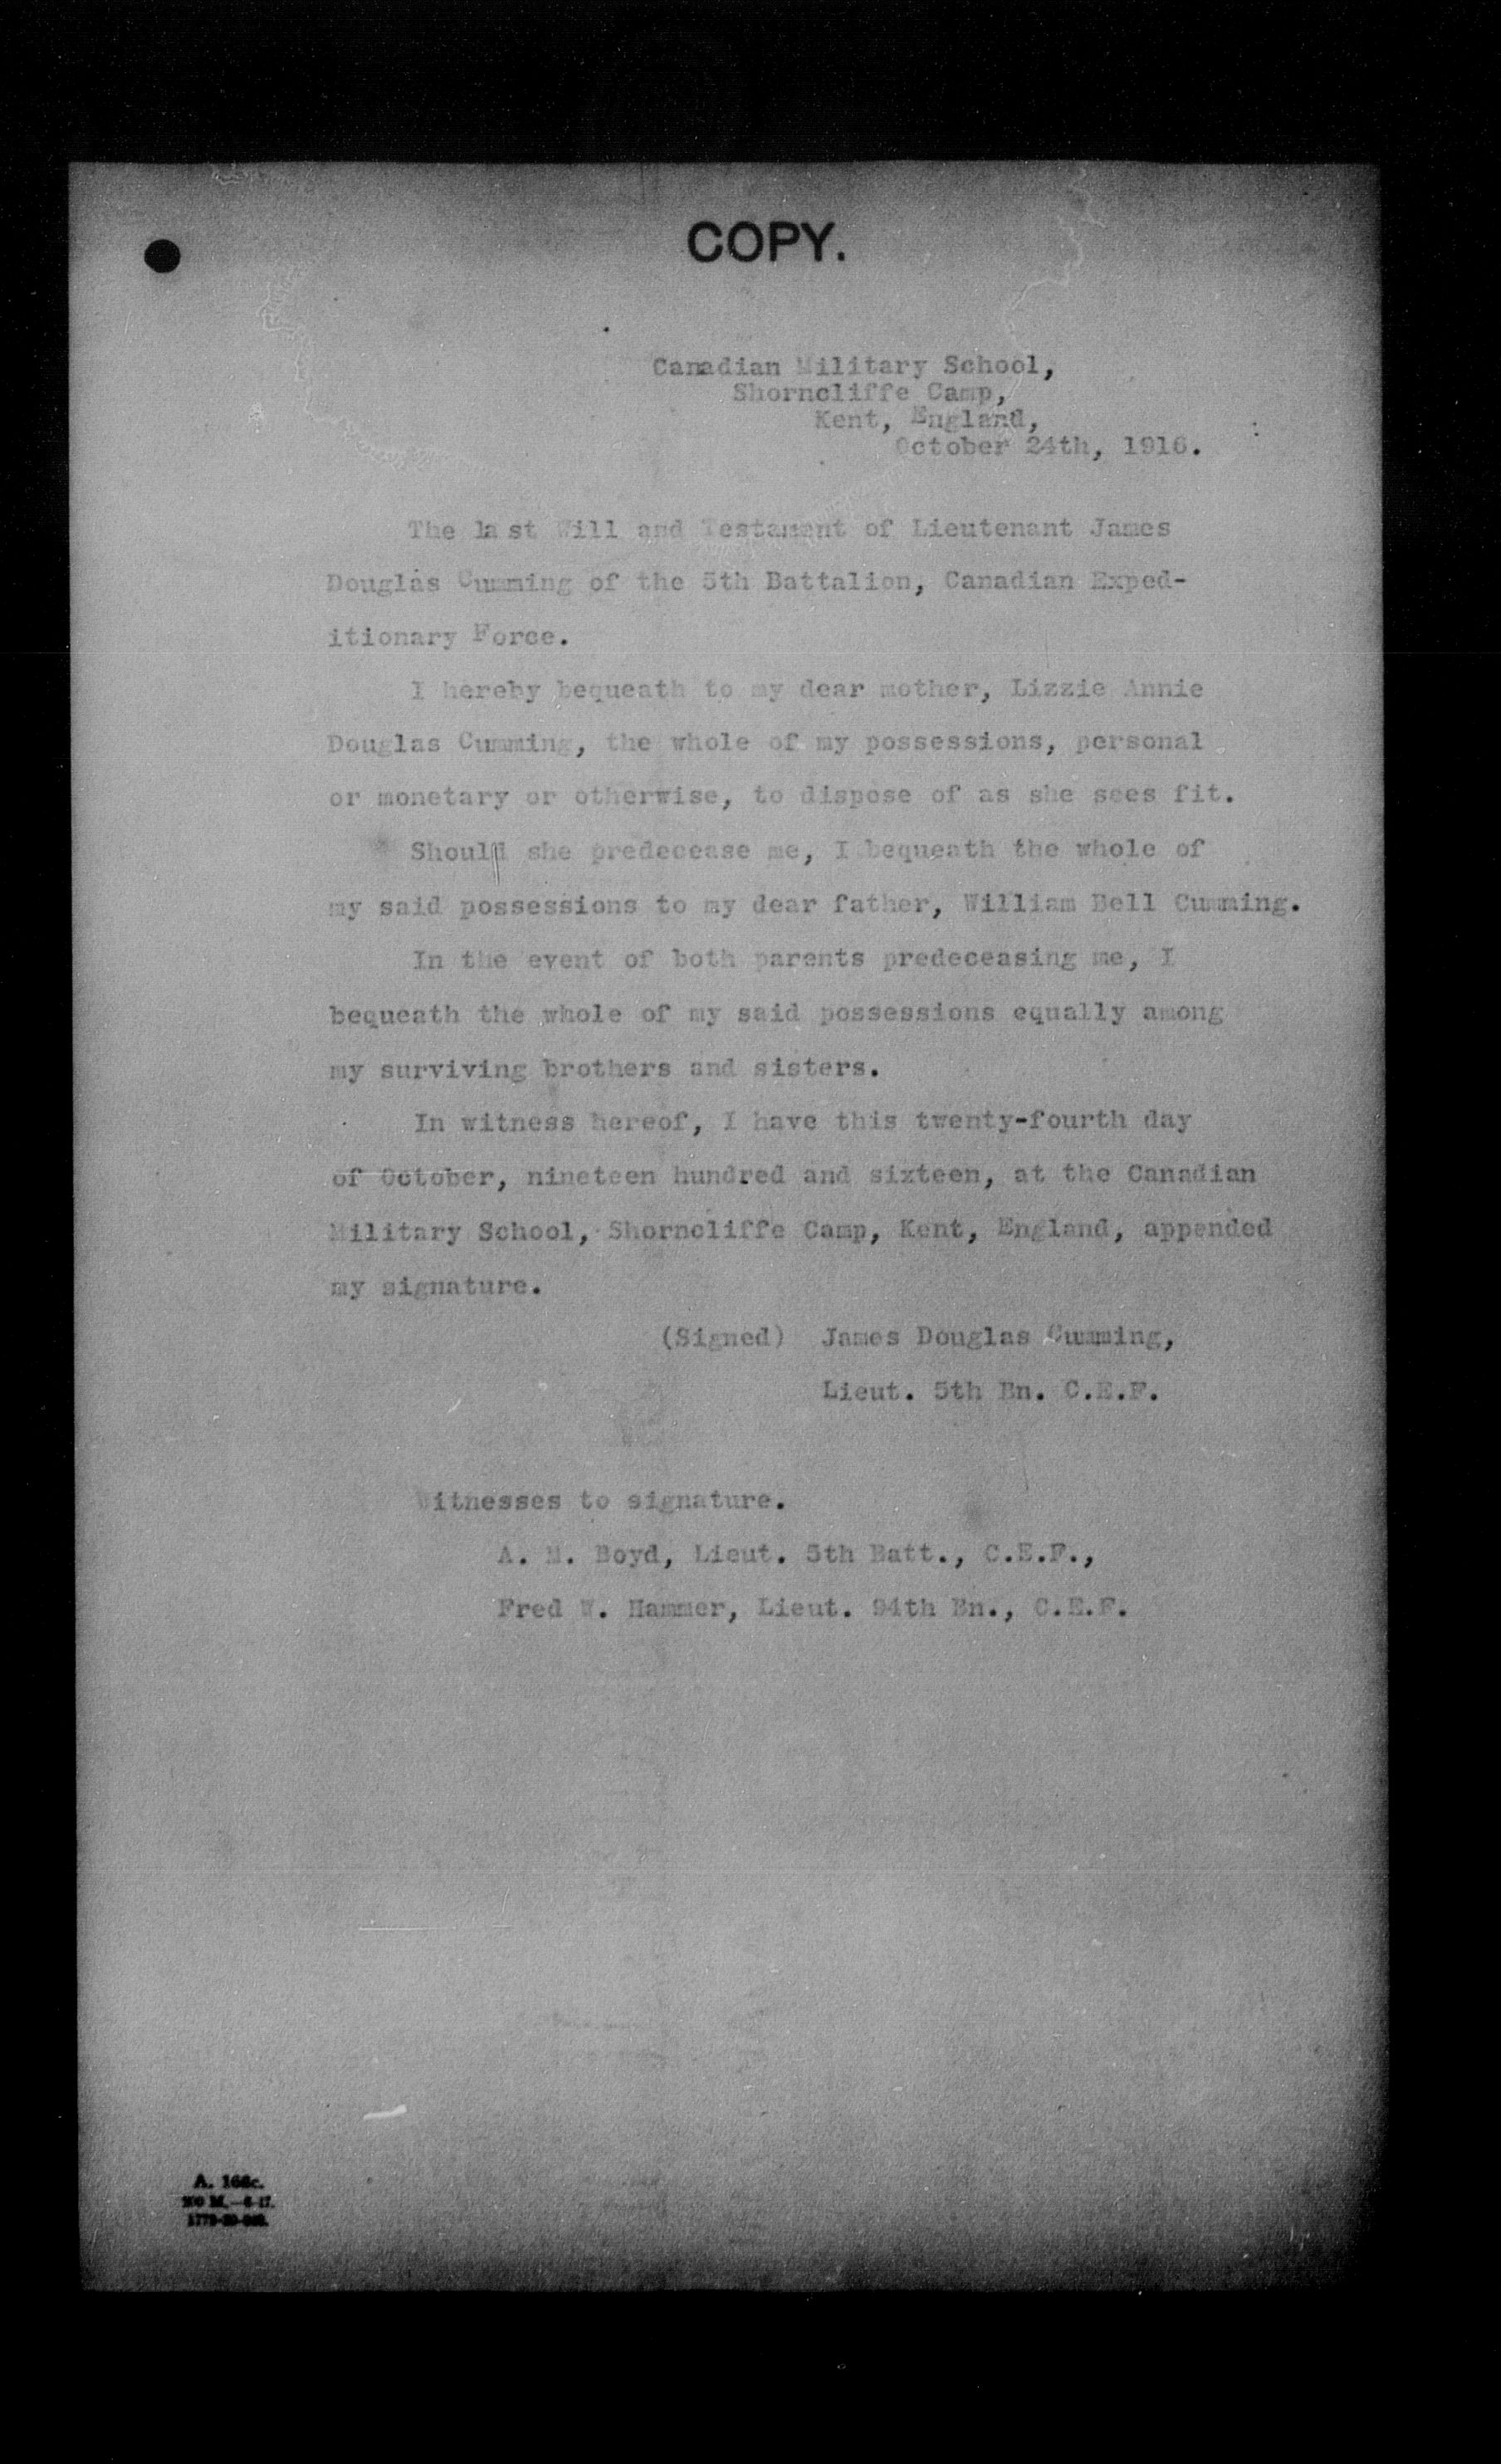 COPY.
Canadian Military School,
Shorncliffe Camp,
Kent, England,
October 24th, 1916.
The last Will and Testament of Lieutenant James
Douglas Cumming of the 5th Battalion, Canadian Exped-
itionary Force.
I hereby bequeath to my dear mother, Lizzie Annie
Douglas Cumming, the whole of my possessions, personal
or monetary or otherwise, to dispose of as she sees fit.
Should she predecease me, I bequeath the whole of
my said possessions to my dear father, William Bell Cumming.
In the event of both parents predeceasing me, I
bequeath the whole of my said possessions equally among
my surviving brothers and sisters.
In witness hereof, I have this twenty-fourth day
of October, nineteen hundred and sixteen, at the Canadian
Military School, Shorncliffe Camp, Kent, England, appended
my signature.
(Signed) James Douglas Cumming,
Lieut. 5th Bn. C.E.F.
Witnesses to signature.
A. M. Boyd, Lieut. 5th Batt., C.E.F.,
Fred W. Hammer, Lieut. 94th Bn., C.E.F.
A. 166c.
M.—6-17.